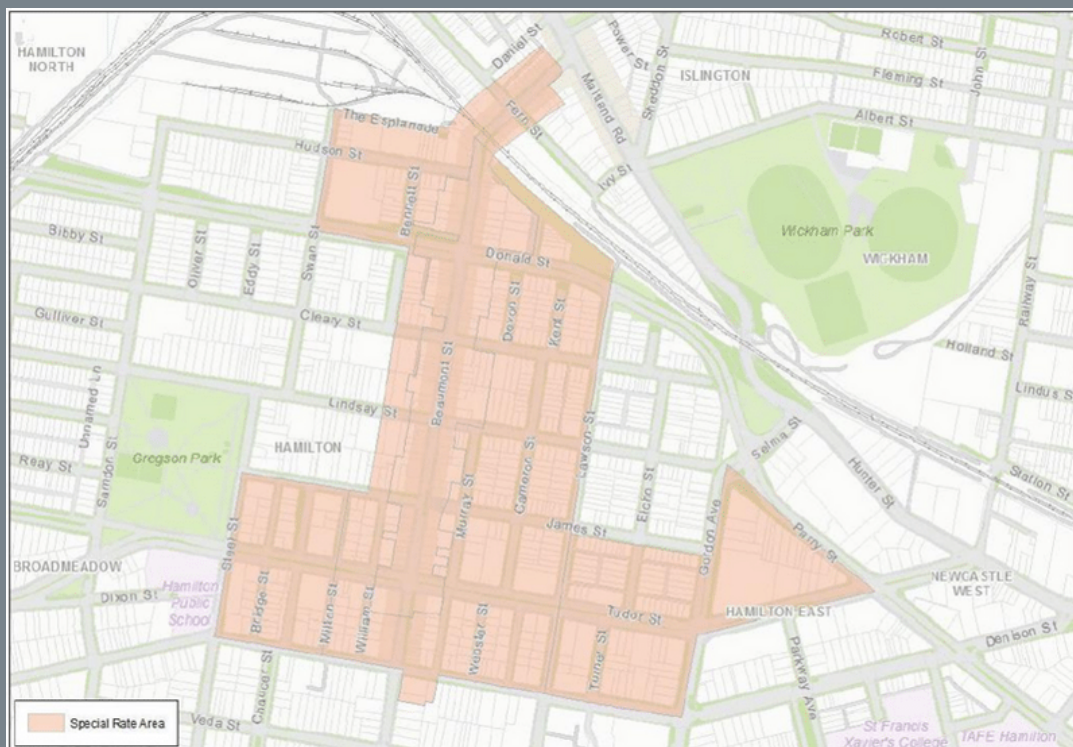 HAMILTON
NORTH
Daniel St
Power St
Sheddon St
Robert St
John St
Fleming St
ISLINGTON
Maitland Rd
Albert St
The Esplanade
Fern St
Hudson St
Ivy St
Bennett St
Wickham Park
WICKHAM
Bibby St
Oliver St
Eddy St
Swan St
Donald St
Railway St
Gulliver St
Cleary St
Devon St
Kent St
Holland St
Beaumont St
Unnamed Ln
Lindsay St
Lindus St
HAMILTON
Gregson Park
Selma St
Reay St
Samdon St
Cameron St
Lawson St
Hunter St
Station St
Murray St
Elcho St
James St
Gordon Ave
Parry St
BROADMEADOW
Steel St
Hamilton
Public
School
Dixon St
Bridge St
Milton St
William St
Webster St
Tudor St
HAMILTON EAST
NEWCASTLE
WEST
Denison St
Turner St
Parkway Ave
Chaucer St
Veda St
St Francis
Xavier's College
TAFE Hamilton
Special Rate Area